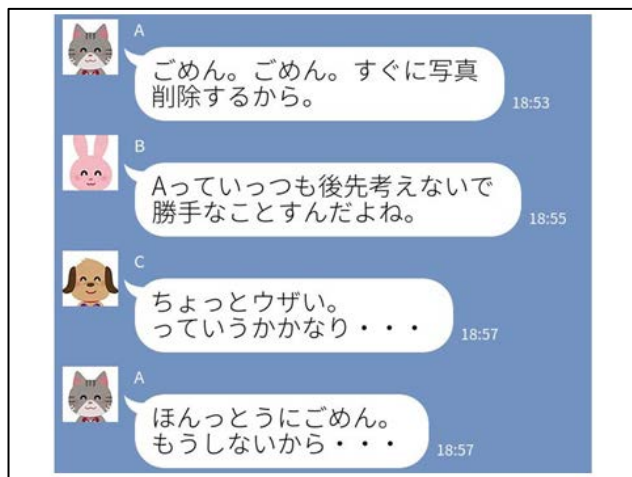 A
ごめん。ごめん。すぐに写真
削除するから。
18:53
B
Aっていっつも後先考えないで
勝手なことすんだよね。
18:55
C
ちょっとウザい。
っていうかかなり・・・
18:57
A
ほんっとうにごめん。
もうしないから・・・
18:57